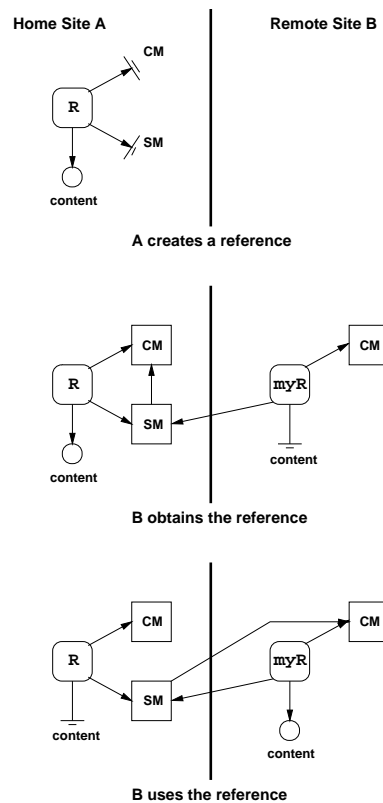 Home Site A
Remote Site B
CM
R
SM
content
A creates a reference
CM
CM
R
myR
SM
content
content
B obtains the reference
CM
CM
R
myR
SM
content
content
B uses the reference